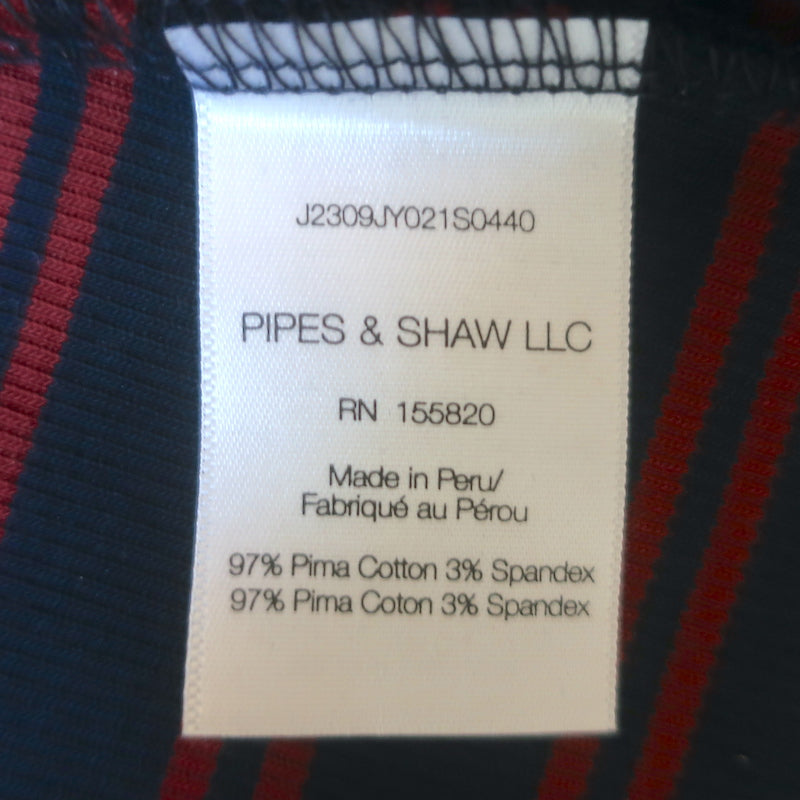 J2309JY021S0440
PIPES & SHAW LLC
RN 155820
Made in Peru/
Fabriqué au Pérou
97% Pima Cotton 3% Spandex
97% Pima Coton 3% Spandex